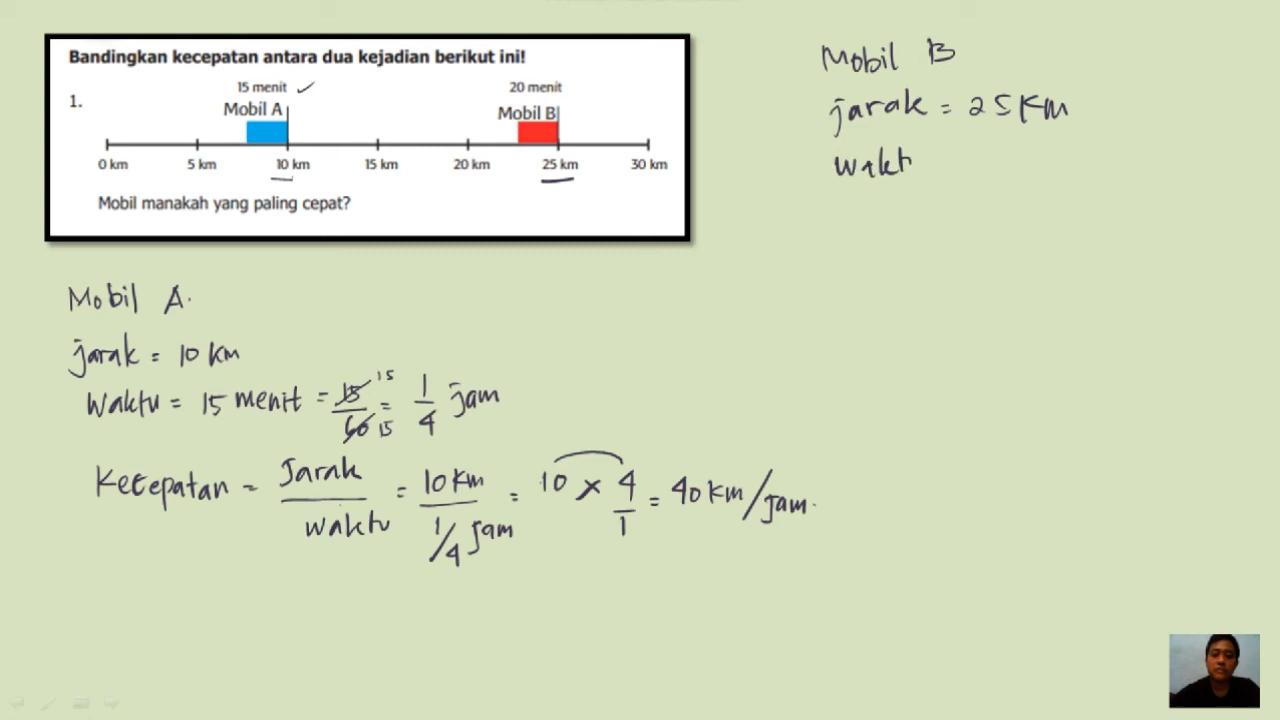 Bandingkan kecepatan antara dua kejadian berikut ini!
1.
15 menit
20 menit
Mobil A
Mobil B
0 km 5 km 10 km 15 km 20 km 25 km 30 km
Mobil manakah yang paling cepat?
Mobil A.
jarak = 10 km
Waktu = 15 menit = 15/60 15 15 = 1/4 jam
Kecepatan = Jarak/waktu = 10 km / 1/4 jam = 10 × 4/1 = 40 km/jam.
Mobil B
jarak = 25 km
wakt